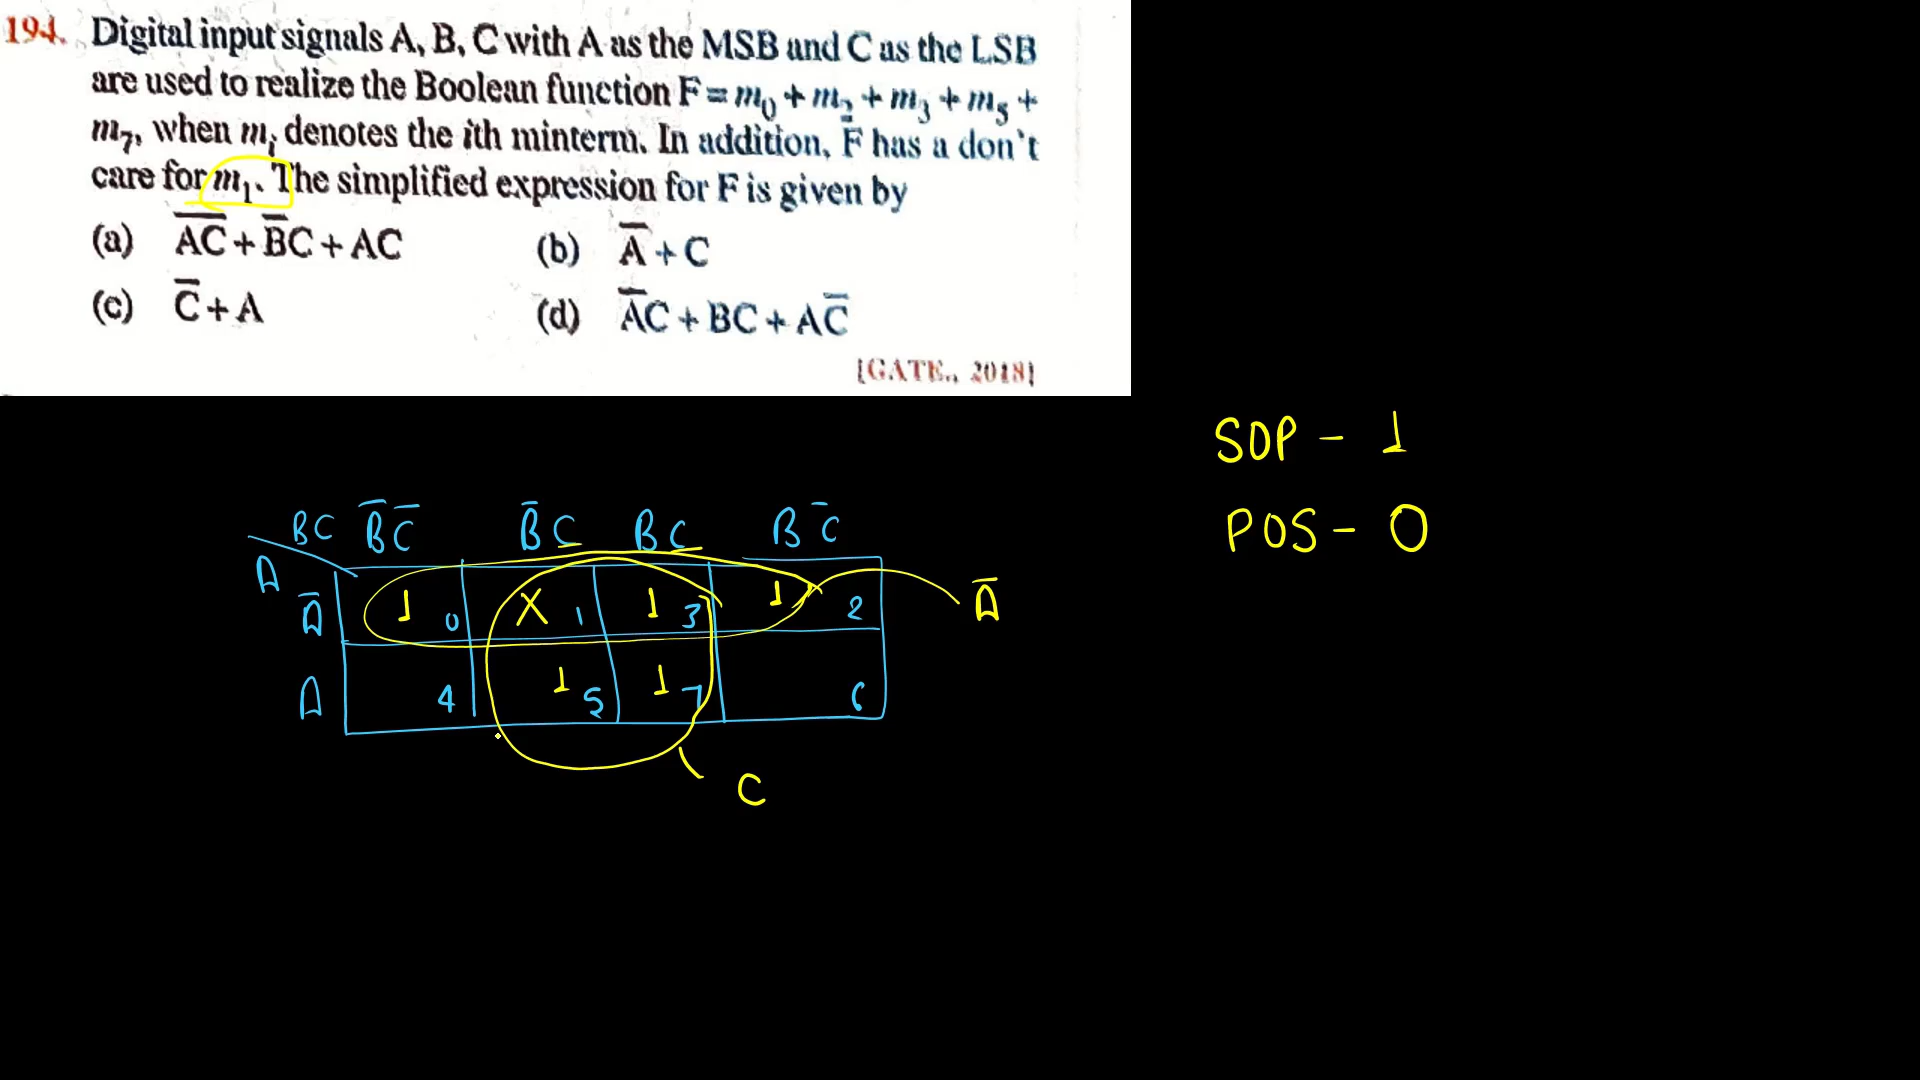 194. Digital input signals A, B, C with A as the MSB and C as the LSB
are used to realize the Boolean function F = m₀ + m₂ + m₃ + m₅ +
m₇, when mᵢ denotes the ith minterm. In addition, F has a don't
care for m₁. The simplified expression for F is given by
(a) A̅C̅ + B̅C + AC (b) A̅ + C
(c) C̅ + A (d) A̅C + BC + AC̅
[GATE., 2018]
SOP - 1
POS - 0
BC B̅C̅ B̅C BC BC̅
A
A̅ 1 0 X 1 1 3 1 2 A̅
A 4 1 5 1 7 6
C